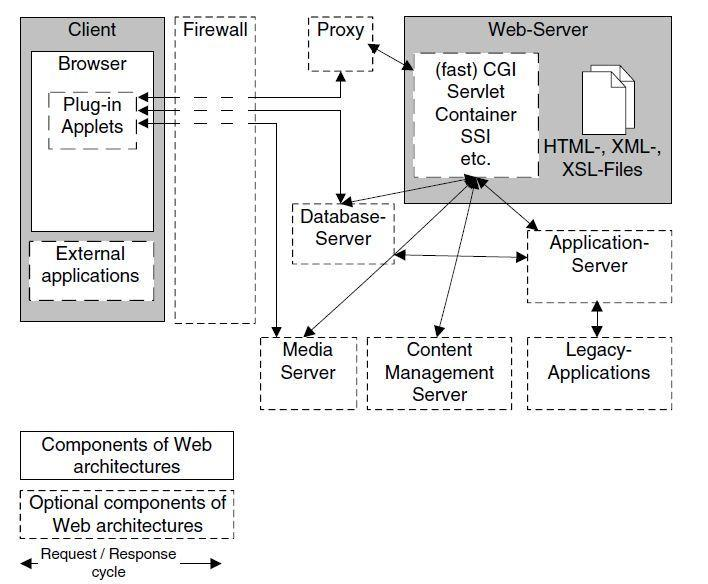 Client
Firewall
Proxy
Web-Server
Browser
Plug-in
Applets
(fast) CGI
Servlet
Container
SSI
etc.
HTML-, XML-,
XSL-Files
External
applications
Database-
Server
Application-
Server
Media
Server
Content
Management
Server
Legacy-
Applications
Components of Web
architectures
Optional components of
Web architectures
Request / Response
cycle